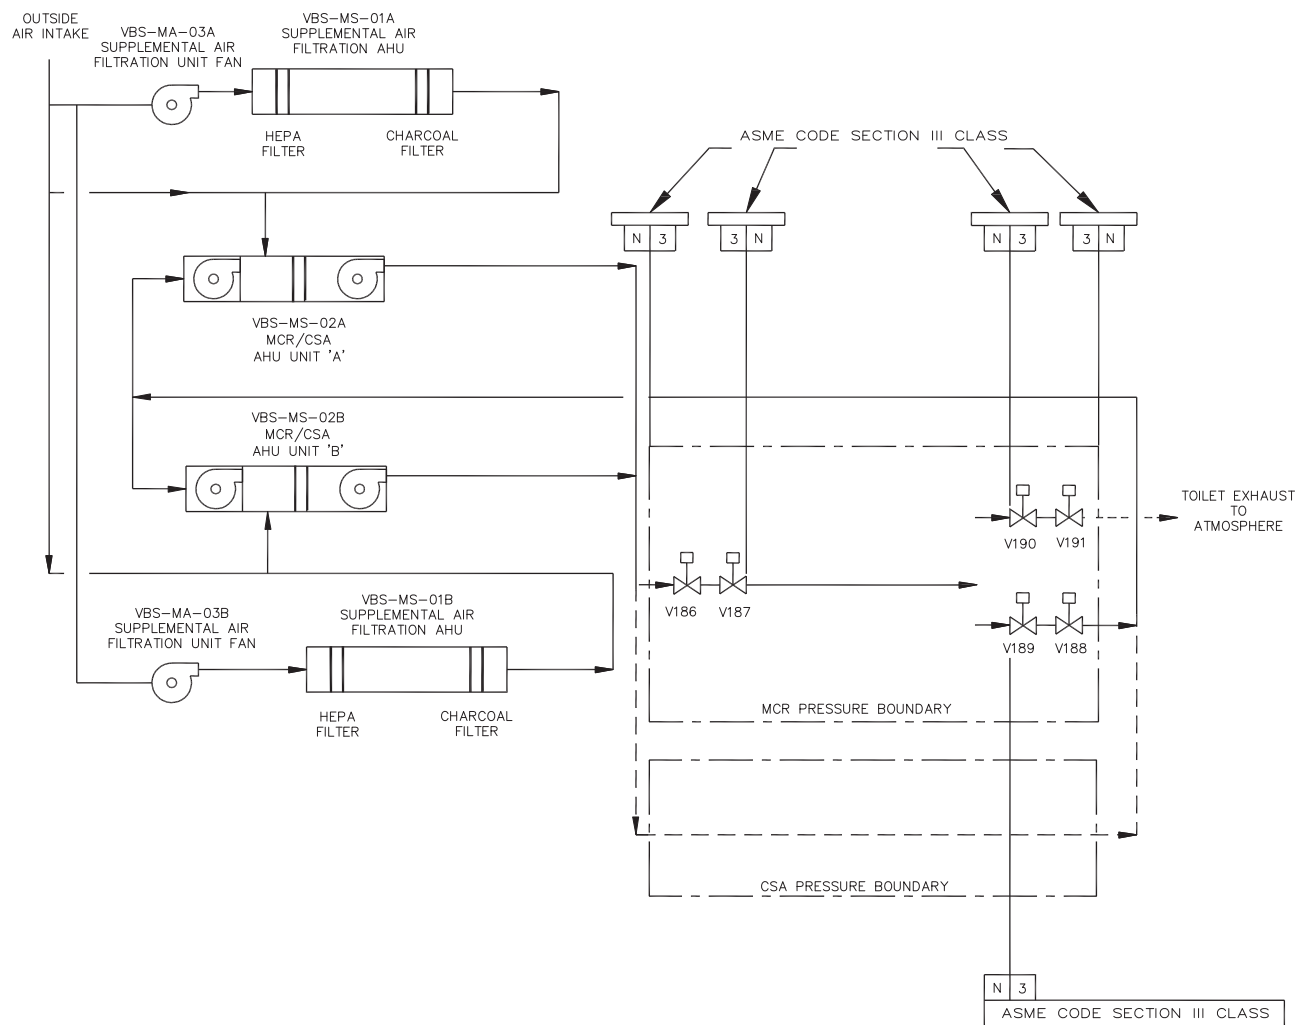 OUTSIDE
AIR INTAKE
VBS-MA-03A
SUPPLEMENTAL AIR
FILTRATION UNIT FAN
VBS-MS-01A
SUPPLEMENTAL AIR
FILTRATION AHU
HEPA
FILTER
CHARCOAL
FILTER
ASME CODE SECTION III CLASS
N 3
3 N
N 3
3 N
VBS-MS-02A
MCR/CSA
AHU UNIT 'A'
VBS-MS-02B
MCR/CSA
AHU UNIT 'B'
TOILET EXHAUST
TO
ATMOSPHERE
V190
V191
V186
V187
V189
V188
VBS-MA-03B
SUPPLEMENTAL AIR
FILTRATION UNIT FAN
VBS-MS-01B
SUPPLEMENTAL AIR
FILTRATION AHU
HEPA
FILTER
CHARCOAL
FILTER
MCR PRESSURE BOUNDARY
CSA PRESSURE BOUNDARY
N 3
ASME CODE SECTION III CLASS